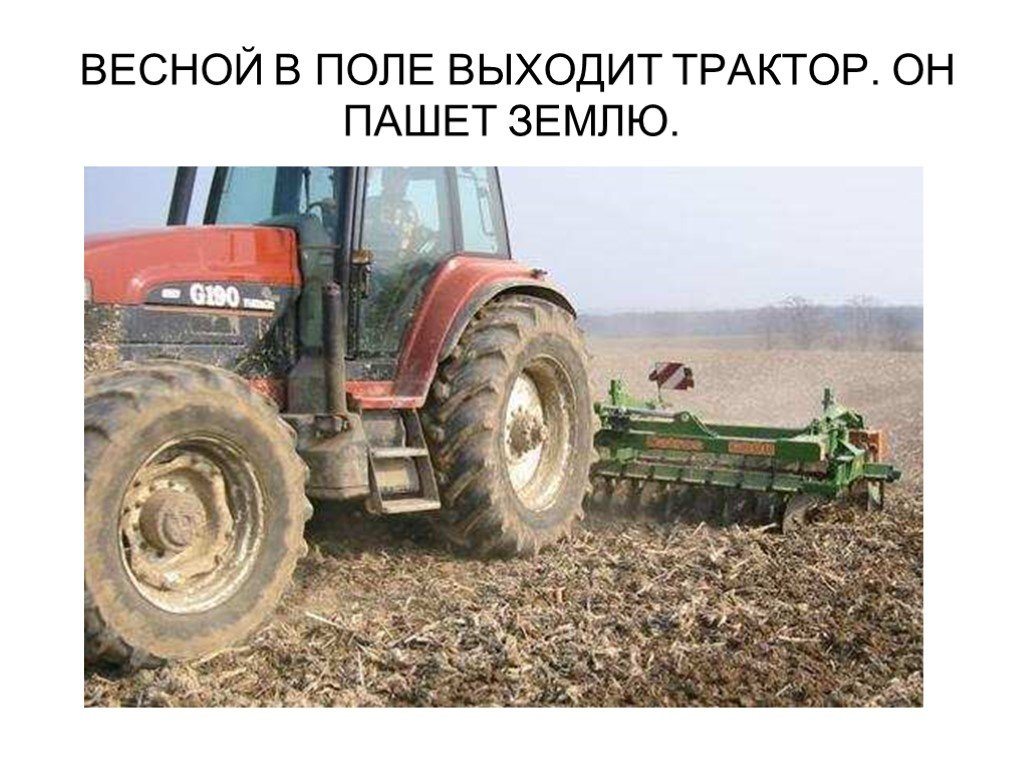 ВЕСНОЙ В ПОЛЕ ВЫХОДИТ ТРАКТОР. ОН
ПАШЕТ ЗЕМЛЮ.
G190